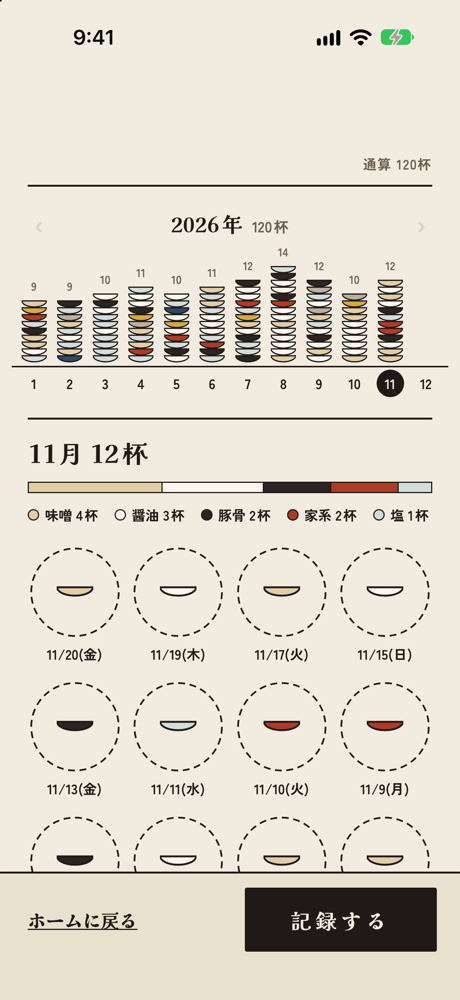 9:41
通算 120杯
‹ 2026年 120杯 ›
9 9 10 11 10 11 12 14 12 10 12
1 2 3 4 5 6 7 8 9 10 11 12
11月 12杯
味噌 4杯 醤油 3杯 豚骨 2杯 家系 2杯 塩 1杯
11/20(金) 11/19(木) 11/17(火) 11/15(日)
11/13(金) 11/11(水) 11/10(火) 11/9(月)
ホームに戻る 記録する